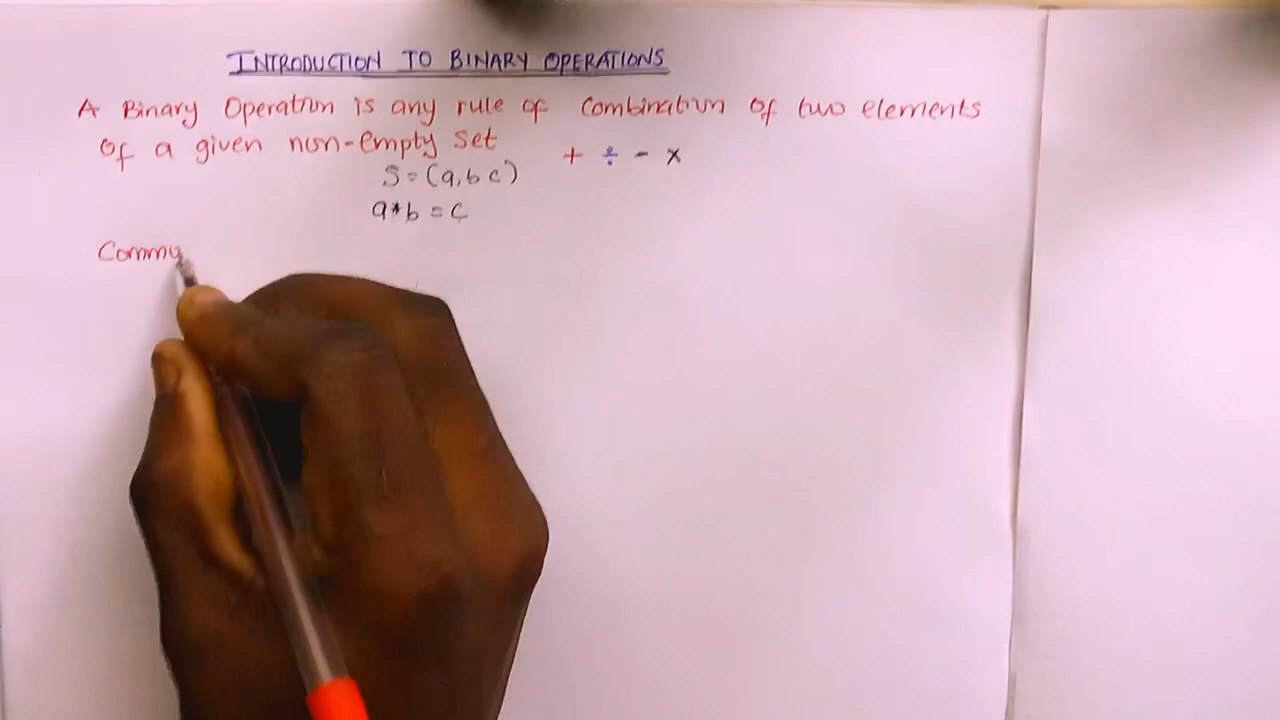 INTRODUCTION TO BINARY OPERATIONS
A Binary Operation is any rule of Combination of two elements
of a given non-empty set
+ ÷ - x
S = (a, b c)
a*b = c
Commu